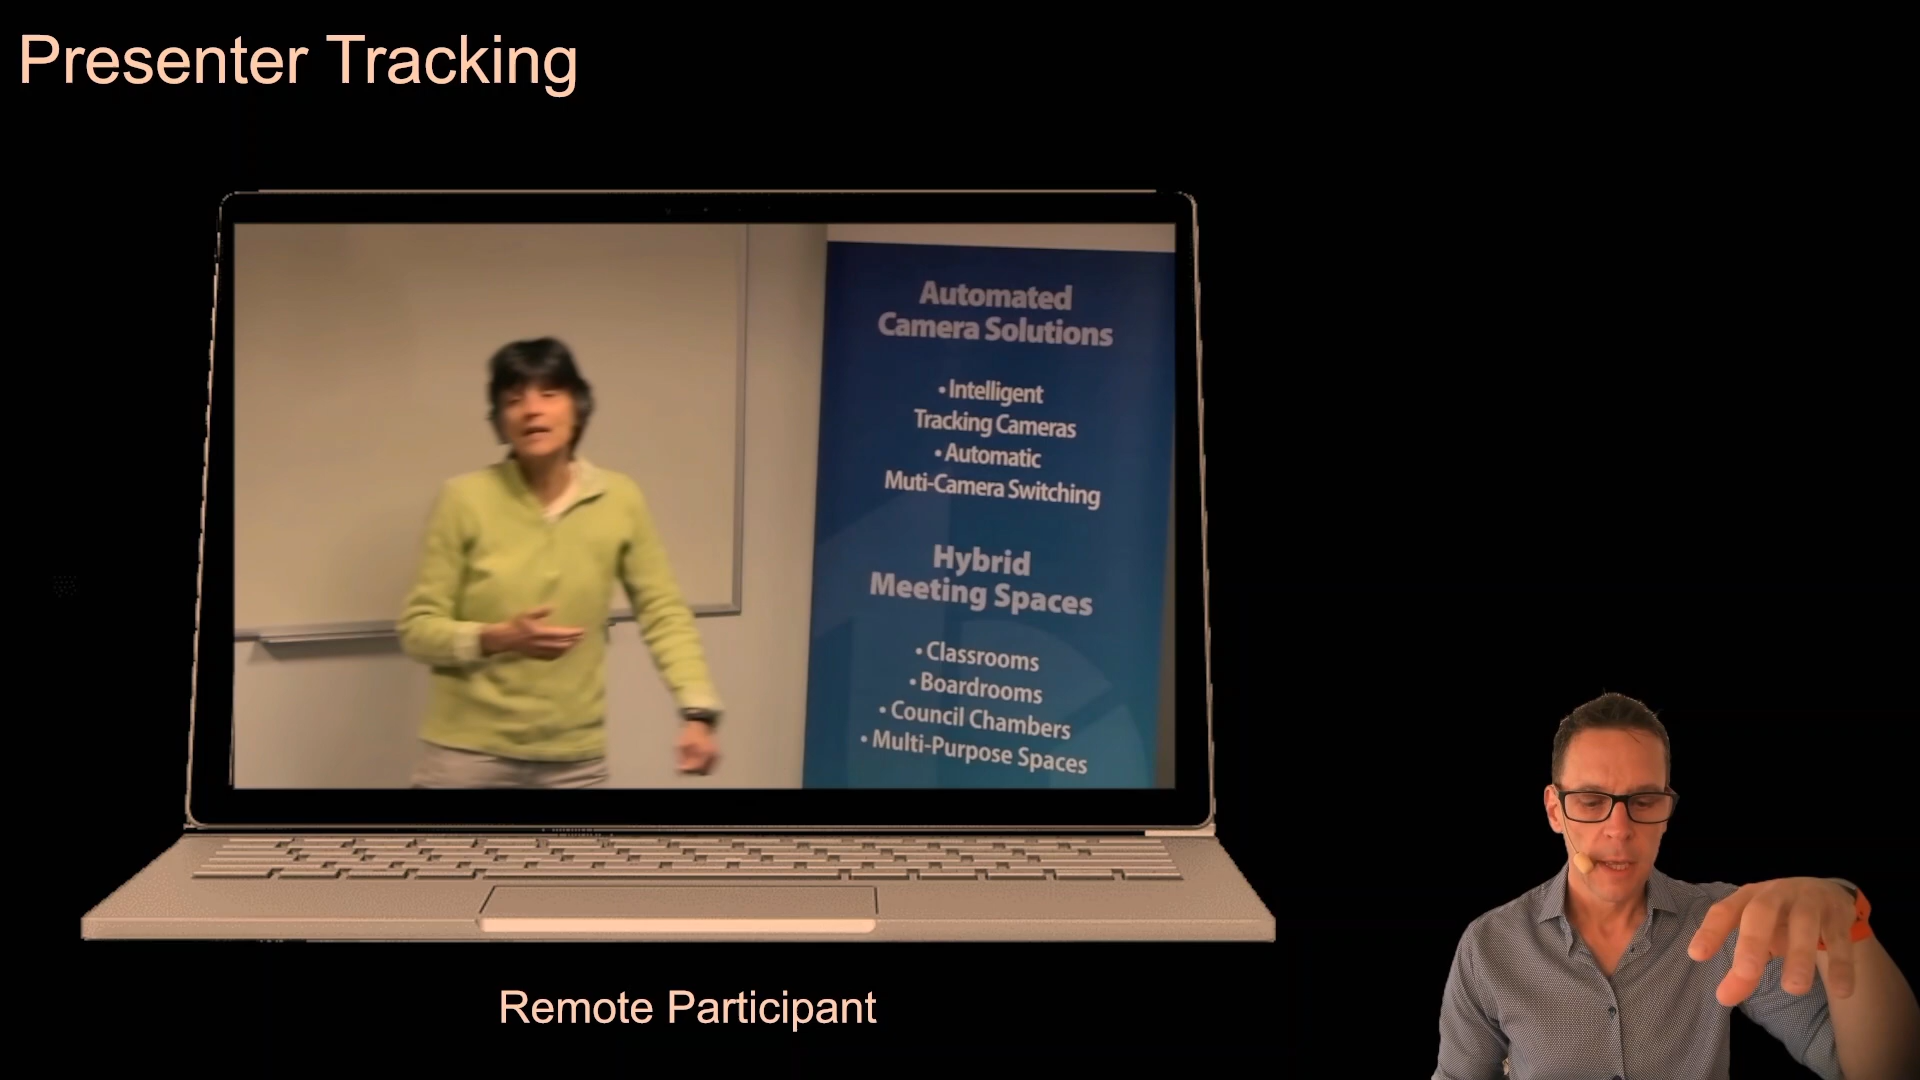 Presenter Tracking
Automated
Camera Solutions
• Intelligent
Tracking Cameras
• Automatic
Muti-Camera Switching
Hybrid
Meeting Spaces
• Classrooms
• Boardrooms
• Council Chambers
• Multi-Purpose Spaces
Remote Participant